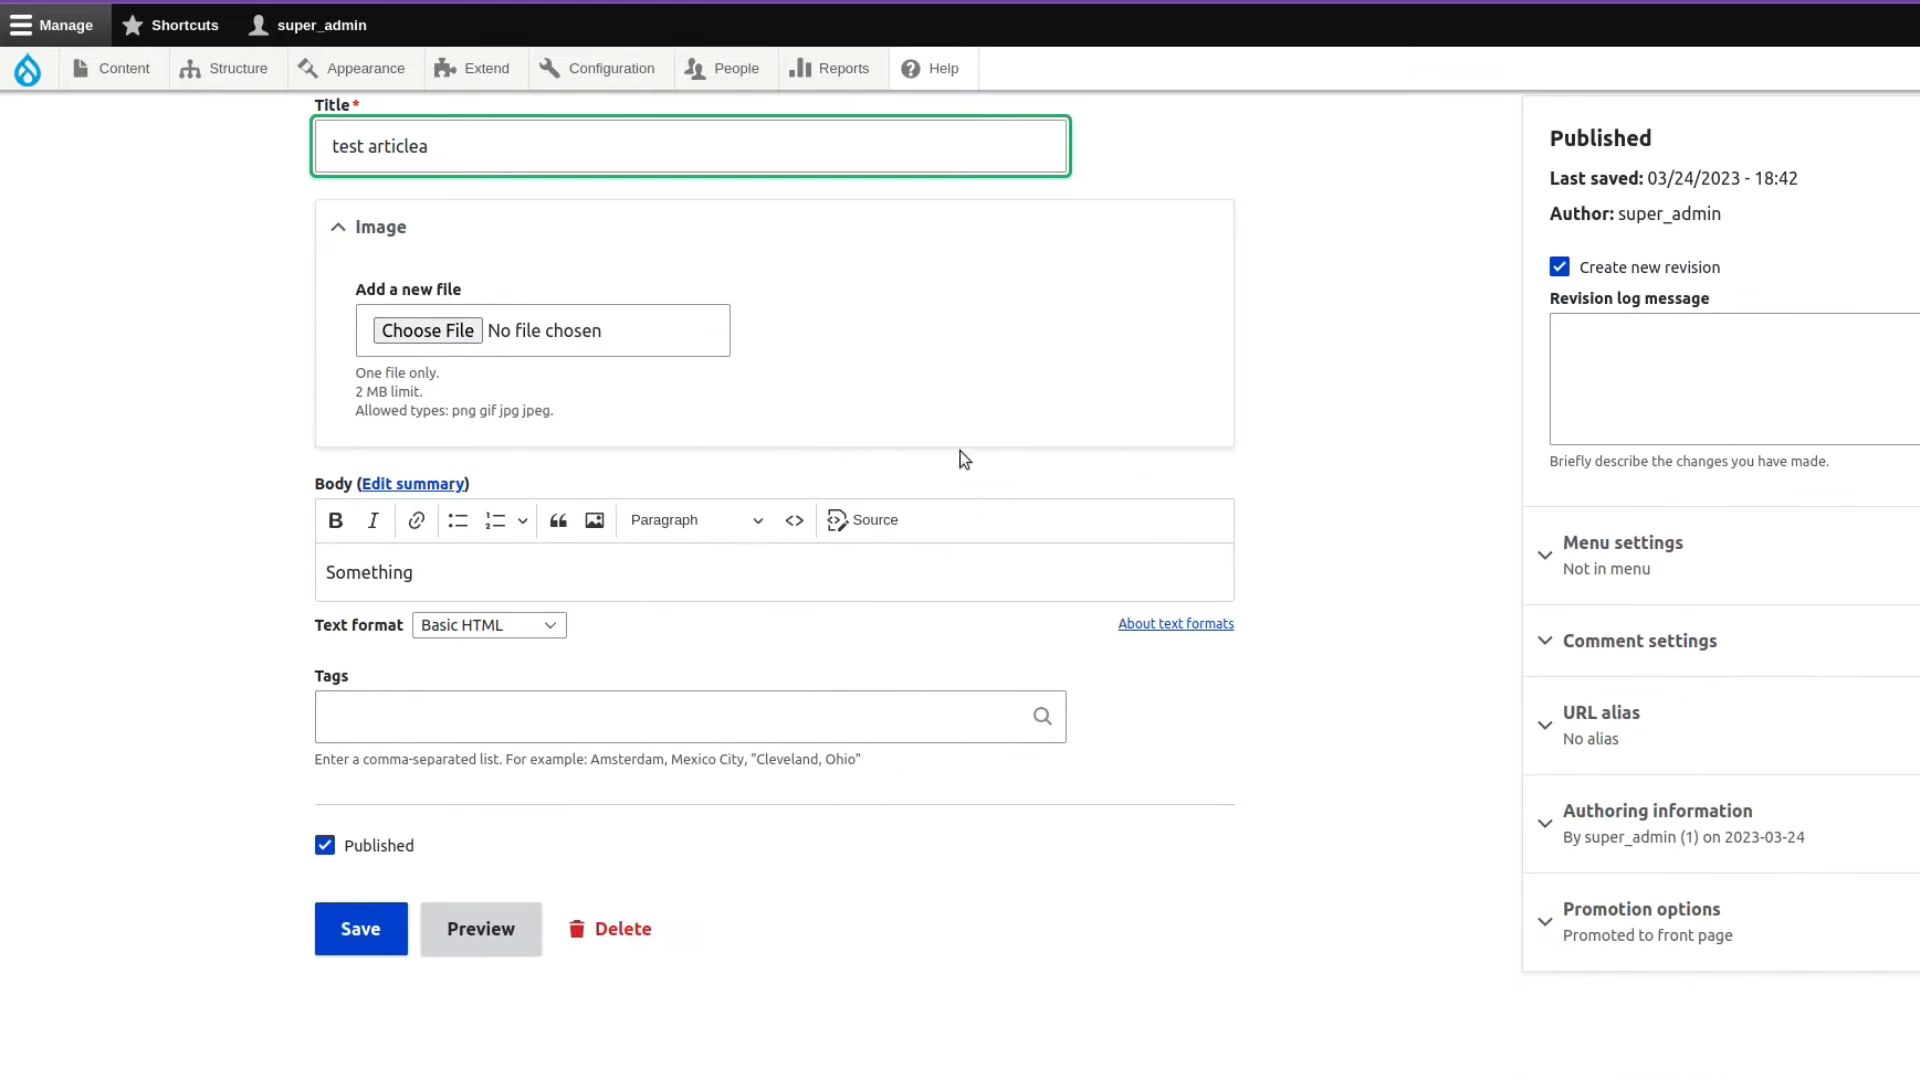 Manage Shortcuts super_admin
Content Structure Appearance Extend Configuration People Reports Help
Title*
test articlea
Image
Add a new file
Choose File No file chosen
One file only.
2 MB limit.
Allowed types: png gif jpg jpeg.
Body (Edit summary)
B I Paragraph Source
Something
Text format Basic HTML About text formats
Tags
Enter a comma-separated list. For example: Amsterdam, Mexico City, "Cleveland, Ohio"
Published
Save Preview Delete
Published
Last saved: 03/24/2023 - 18:42
Author: super_admin
Create new revision
Revision log message
Briefly describe the changes you have made.
Menu settings
Not in menu
Comment settings
URL alias
No alias
Authoring information
By super_admin (1) on 2023-03-24
Promotion options
Promoted to front page